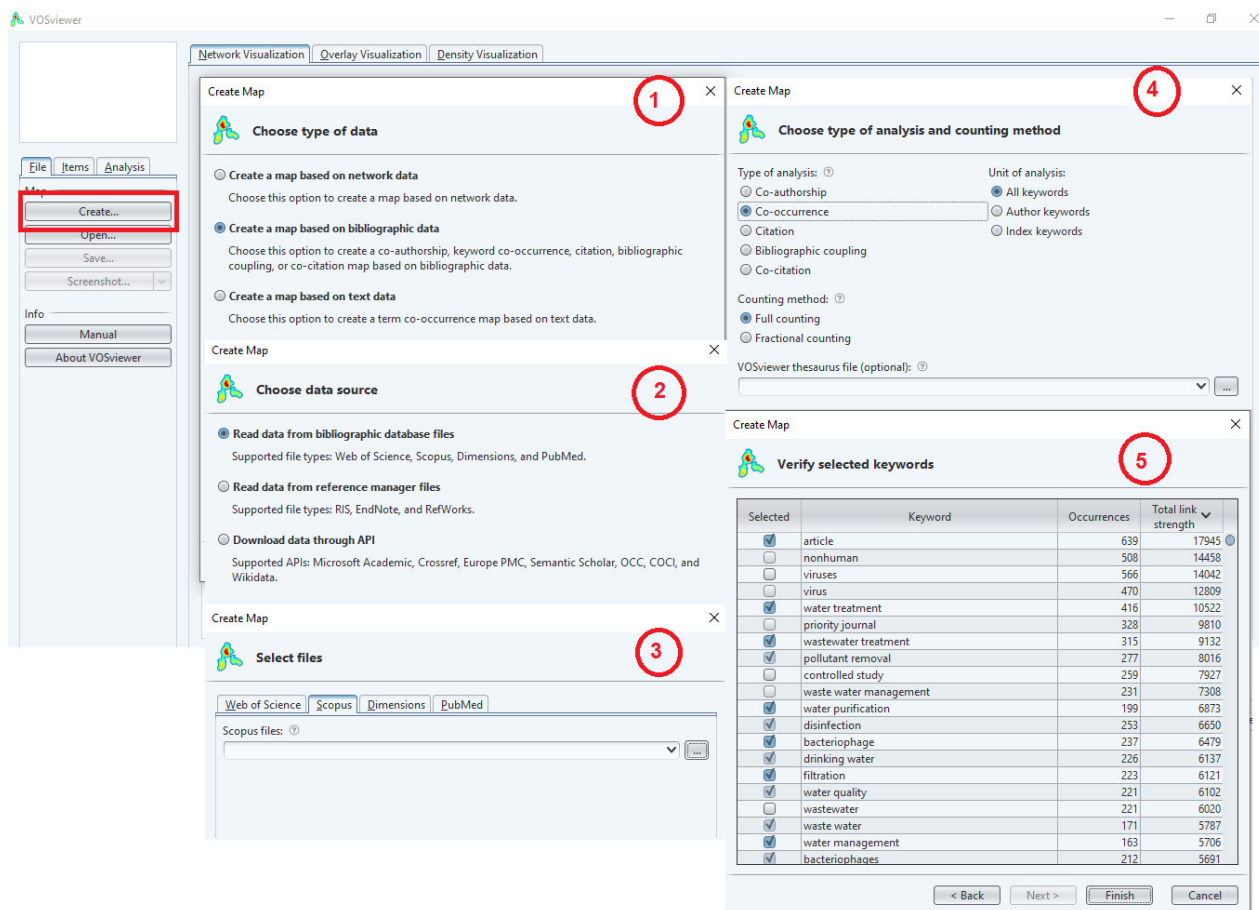 VOSviewer
Network Visualization Overlay Visualization Density Visualization
File Items Analysis
Map
Create...
Open...
Save...
Screenshot...
Info
Manual
About VOSviewer
Create Map
1
Choose type of data
Create a map based on network data
Choose this option to create a map based on network data.
Create a map based on bibliographic data
Choose this option to create a co-authorship, keyword co-occurrence, citation, bibliographic
coupling, or co-citation map based on bibliographic data.
Create a map based on text data
Choose this option to create a term co-occurrence map based on text data.
Create Map
2
Choose data source
Read data from bibliographic database files
Supported file types: Web of Science, Scopus, Dimensions, and PubMed.
Read data from reference manager files
Supported file types: RIS, EndNote, and RefWorks.
Download data through API
Supported APIs: Microsoft Academic, Crossref, Europe PMC, Semantic Scholar, OCC, COCI, and
Wikidata.
Create Map
3
Select files
Web of Science Scopus Dimensions PubMed
Scopus files:
...
Create Map
4
Choose type of analysis and counting method
Type of analysis: Unit of analysis:
Co-authorship All keywords
Co-occurrence Author keywords
Citation Index keywords
Bibliographic coupling
Co-citation
Counting method:
Full counting
Fractional counting
VOSviewer thesaurus file (optional):
...
Create Map
5
Verify selected keywords
Selected Keyword Occurrences Total link
strength
article 639 17945
nonhuman 508 14458
viruses 566 14042
virus 470 12809
water treatment 416 10522
priority journal 328 9810
wastewater treatment 315 9132
pollutant removal 277 8016
controlled study 259 7927
waste water management 231 7308
water purification 199 6873
disinfection 253 6650
bacteriophage 237 6479
drinking water 226 6137
filtration 223 6121
water quality 221 6102
wastewater 221 6020
waste water 171 5787
water management 163 5706
bacteriophages 212 5691
< Back Next > Finish Cancel